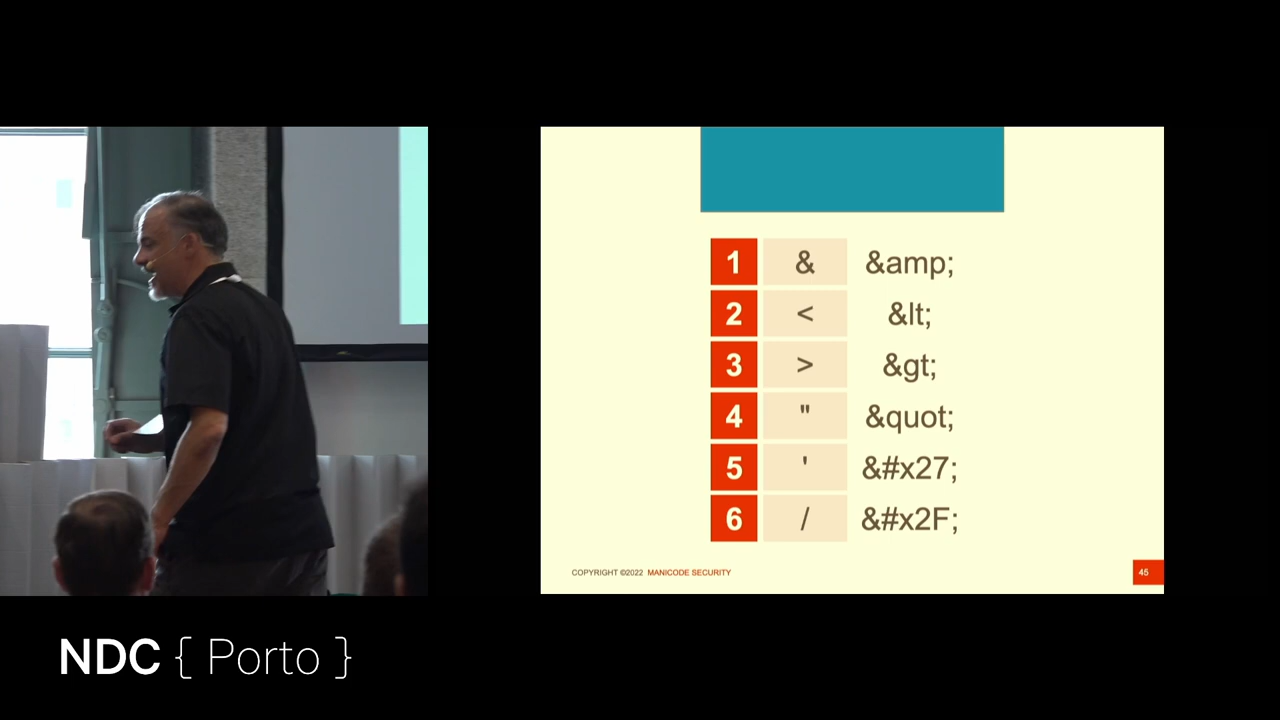 1 & &amp;
2 < &lt;
3 > &gt;
4 " &quot;
5 ' &#x27;
6 / &#x2F;
COPYRIGHT ©2022 MANICODE SECURITY
45
NDC { Porto }